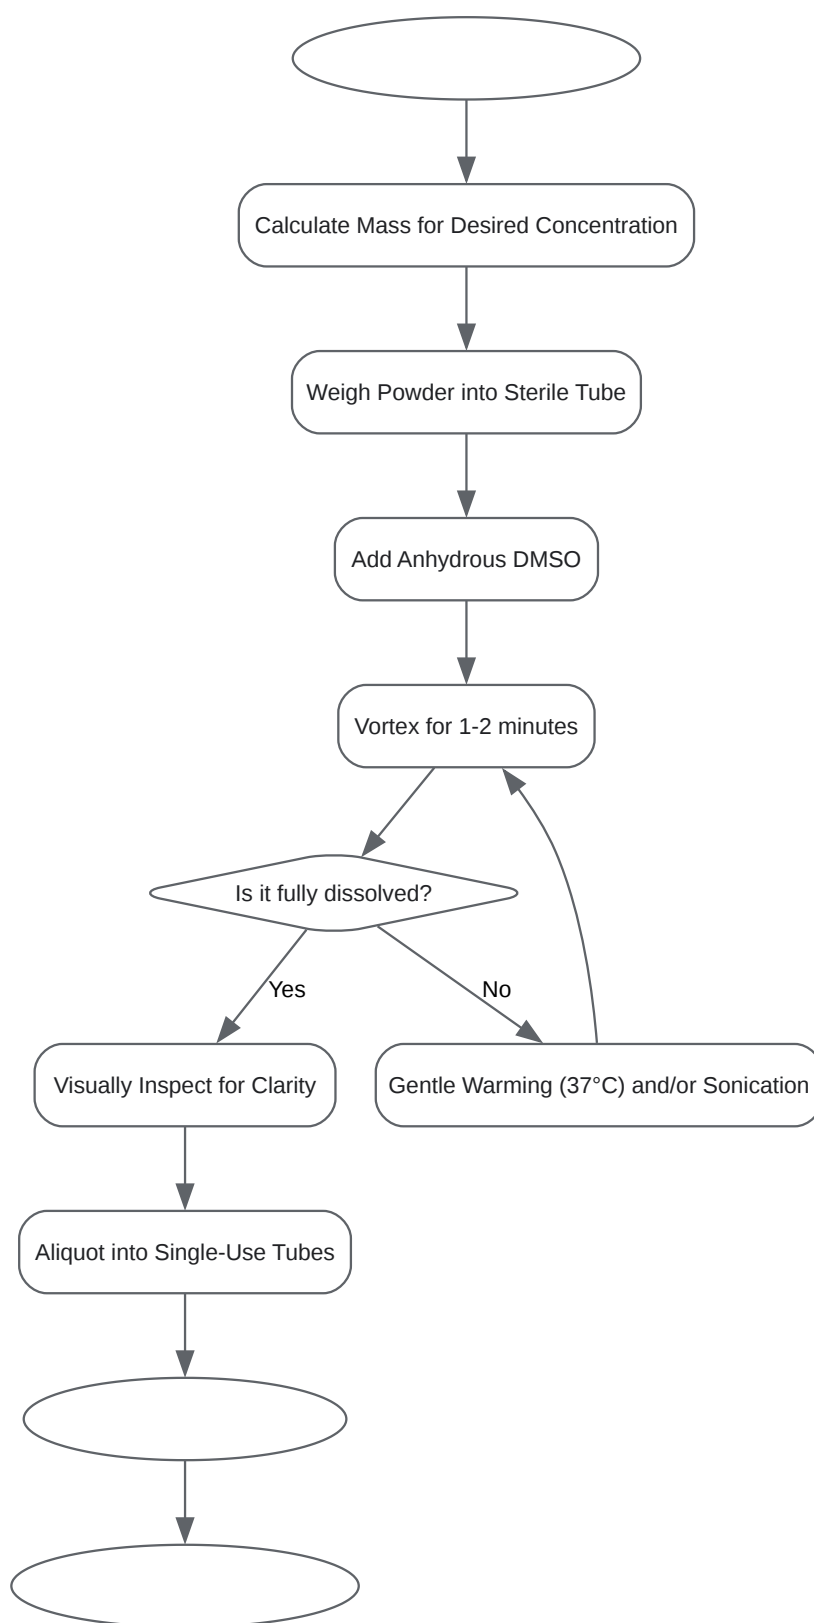 Calculate Mass for Desired Concentration
Weigh Powder into Sterile Tube
Add Anhydrous DMSO
Vortex for 1-2 minutes
Is it fully dissolved?
Yes
No
Visually Inspect for Clarity
Gentle Warming (37°C) and/or Sonication
Aliquot into Single-Use Tubes